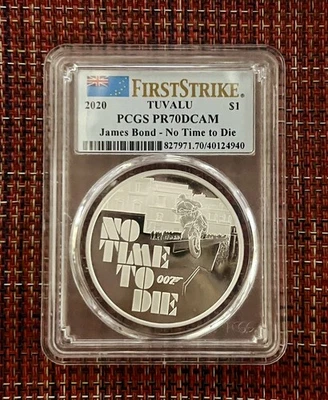 FIRSTSTRIKE®
2020 TUVALU $1
PCGS PR70DCAM
James Bond - No Time to Die
827971.70/40124940
NO
TIME
TO 007
DIE
PCGS